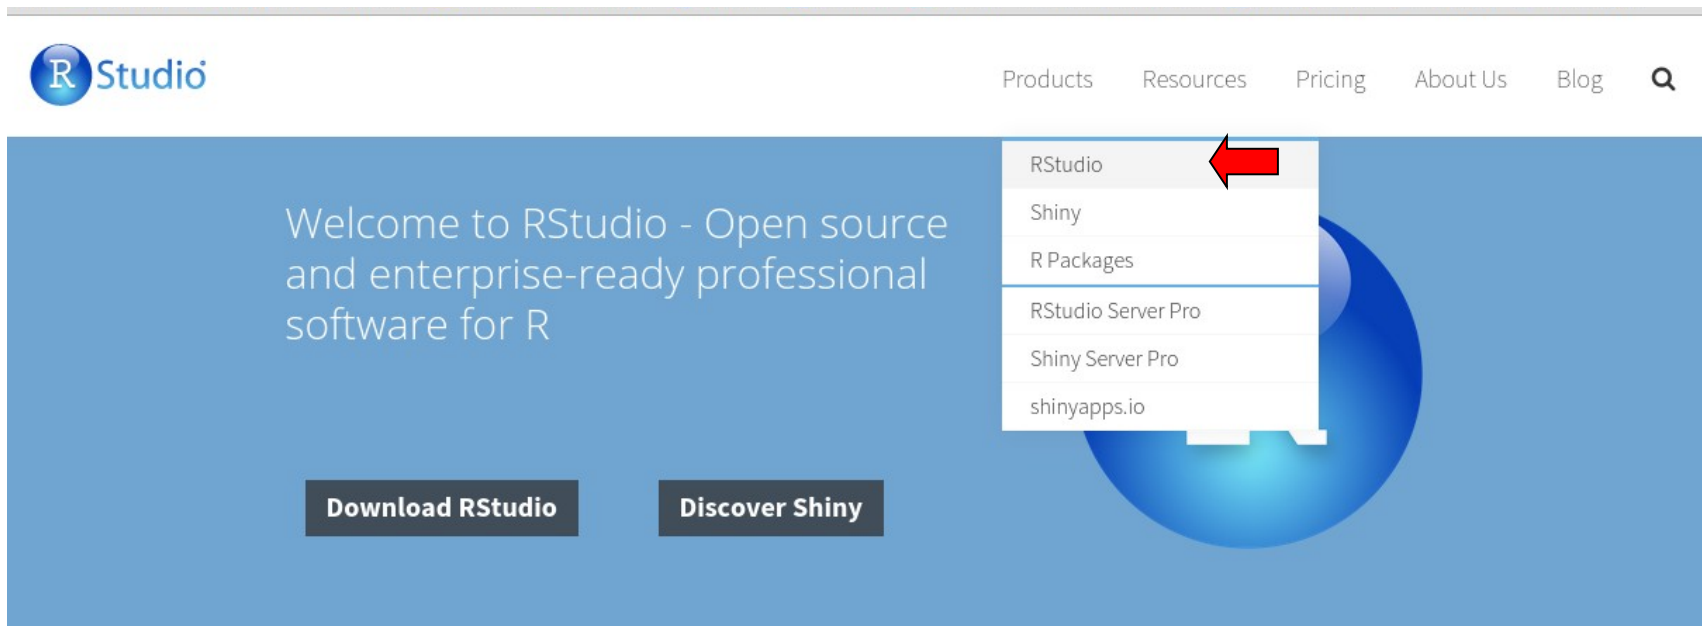 R Studio
Products Resources Pricing About Us Blog
RStudio
Shiny
R Packages
RStudio Server Pro
Shiny Server Pro
shinyapps.io
Welcome to RStudio - Open source
and enterprise-ready professional
software for R
Download RStudio Discover Shiny